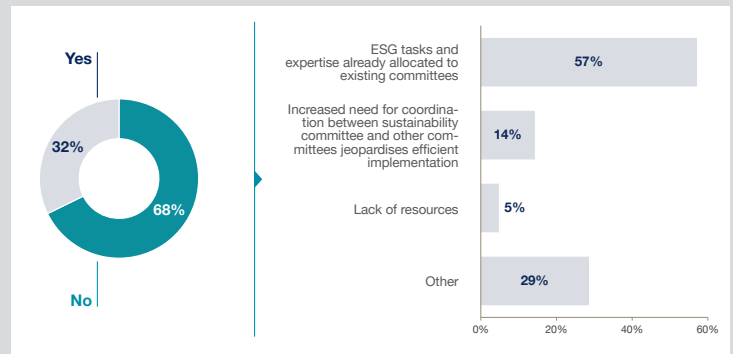 Yes
32%
68%
No
ESG tasks and
expertise already allocated to
existing committees
57%
Increased need for coordina-
tion between sustainability
committee and other com-
mittees jeopardises efficient
implementation
14%
Lack of resources
5%
Other
29%
0%
20%
40%
60%